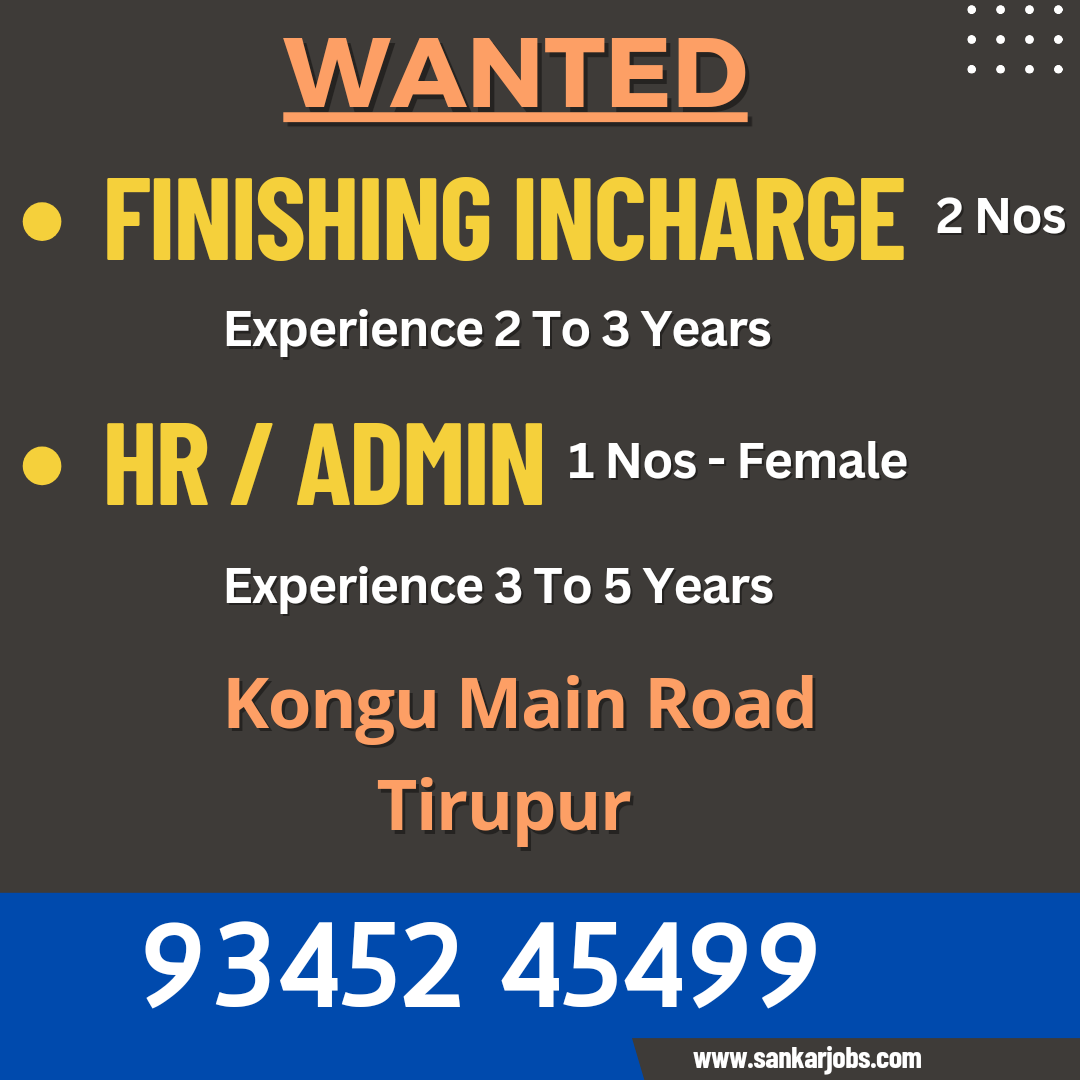 WANTED
• FINISHING INCHARGE 2 Nos
Experience 2 To 3 Years
• HR / ADMIN 1 Nos - Female
Experience 3 To 5 Years
Kongu Main Road
Tirupur
93452 45499
www.sankarjobs.com